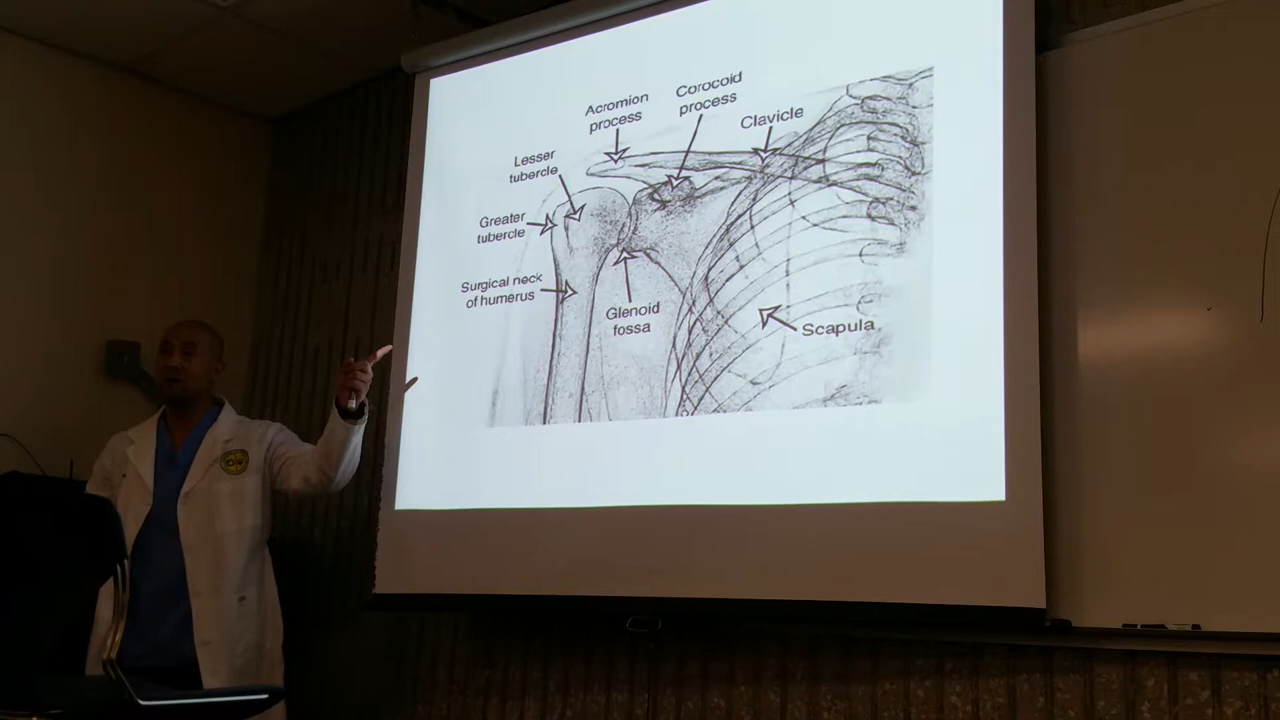 Acromion
process
Corocoid
process
Clavicle
Lesser
tubercle
Greater
tubercle
Surgical neck
of humerus
Glenoid
fossa
Scapula